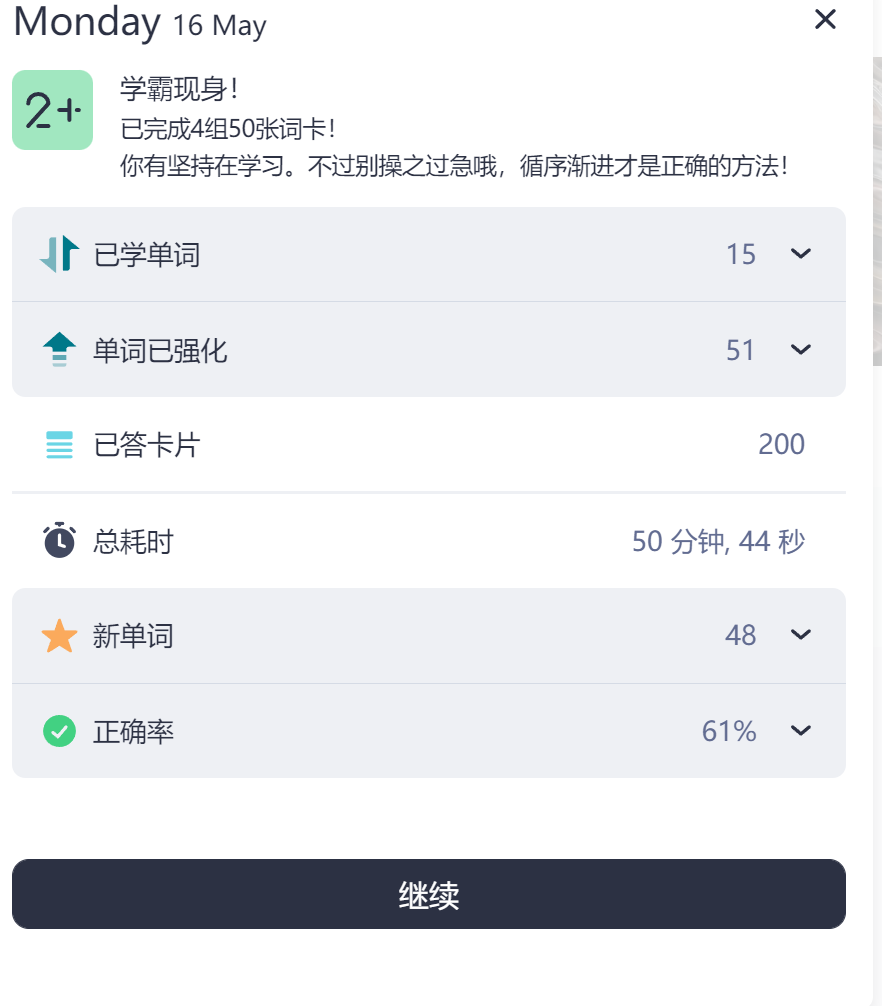 Monday 16 May
2+
学霸现身！
已完成4组50张词卡！
你有坚持在学习。不过别操之过急哦，循序渐进才是正确的方法！
已学单词 15
单词已强化 51
已答卡片 200
总耗时 50 分钟, 44 秒
新单词 48
正确率 61%
继续